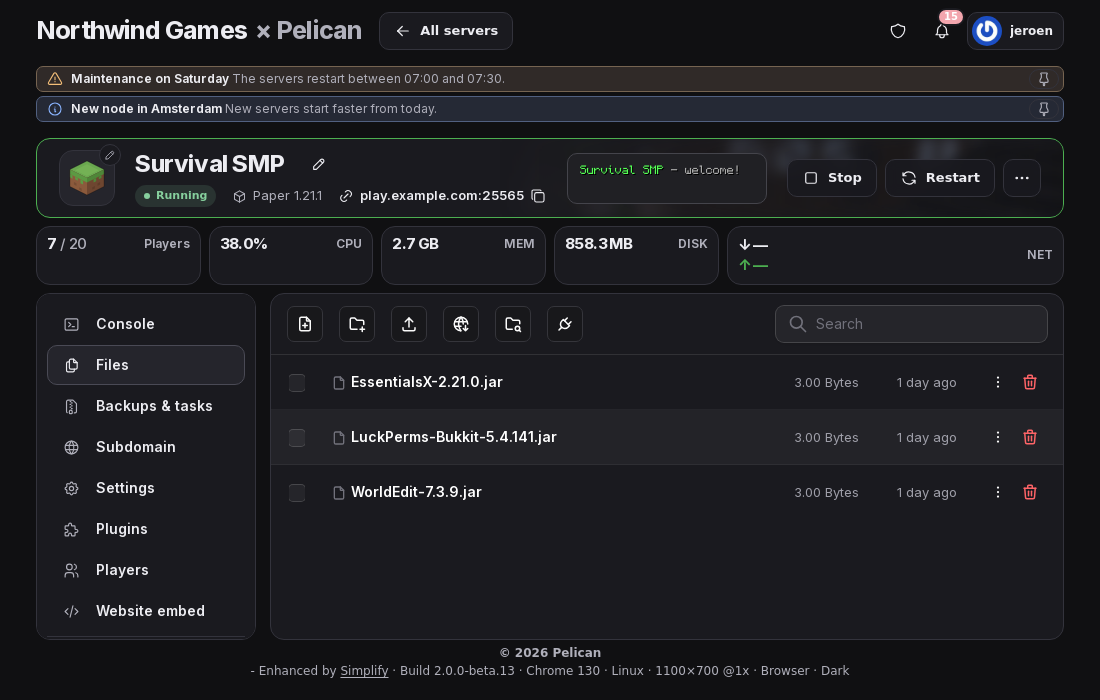 Northwind Games × Pelican
All servers
15
jeroen
Maintenance on Saturday The servers restart between 07:00 and 07:30.
New node in Amsterdam New servers start faster from today.
Survival SMP
Running
Paper 1.21.1
play.example.com:25565
Survival SMP — welcome!
Stop
Restart
7 / 20
Players
38.0%
CPU
2.7 GB
MEM
858.3 MB
DISK
↓—
↑—
NET
Console
Files
Backups & tasks
Subdomain
Settings
Plugins
Players
Website embed
Search
EssentialsX-2.21.0.jar 3.00 Bytes 1 day ago
LuckPerms-Bukkit-5.4.141.jar 3.00 Bytes 1 day ago
WorldEdit-7.3.9.jar 3.00 Bytes 1 day ago
© 2026 Pelican
- Enhanced by Simplify · Build 2.0.0-beta.13 · Chrome 130 · Linux · 1100×700 @1x · Browser · Dark